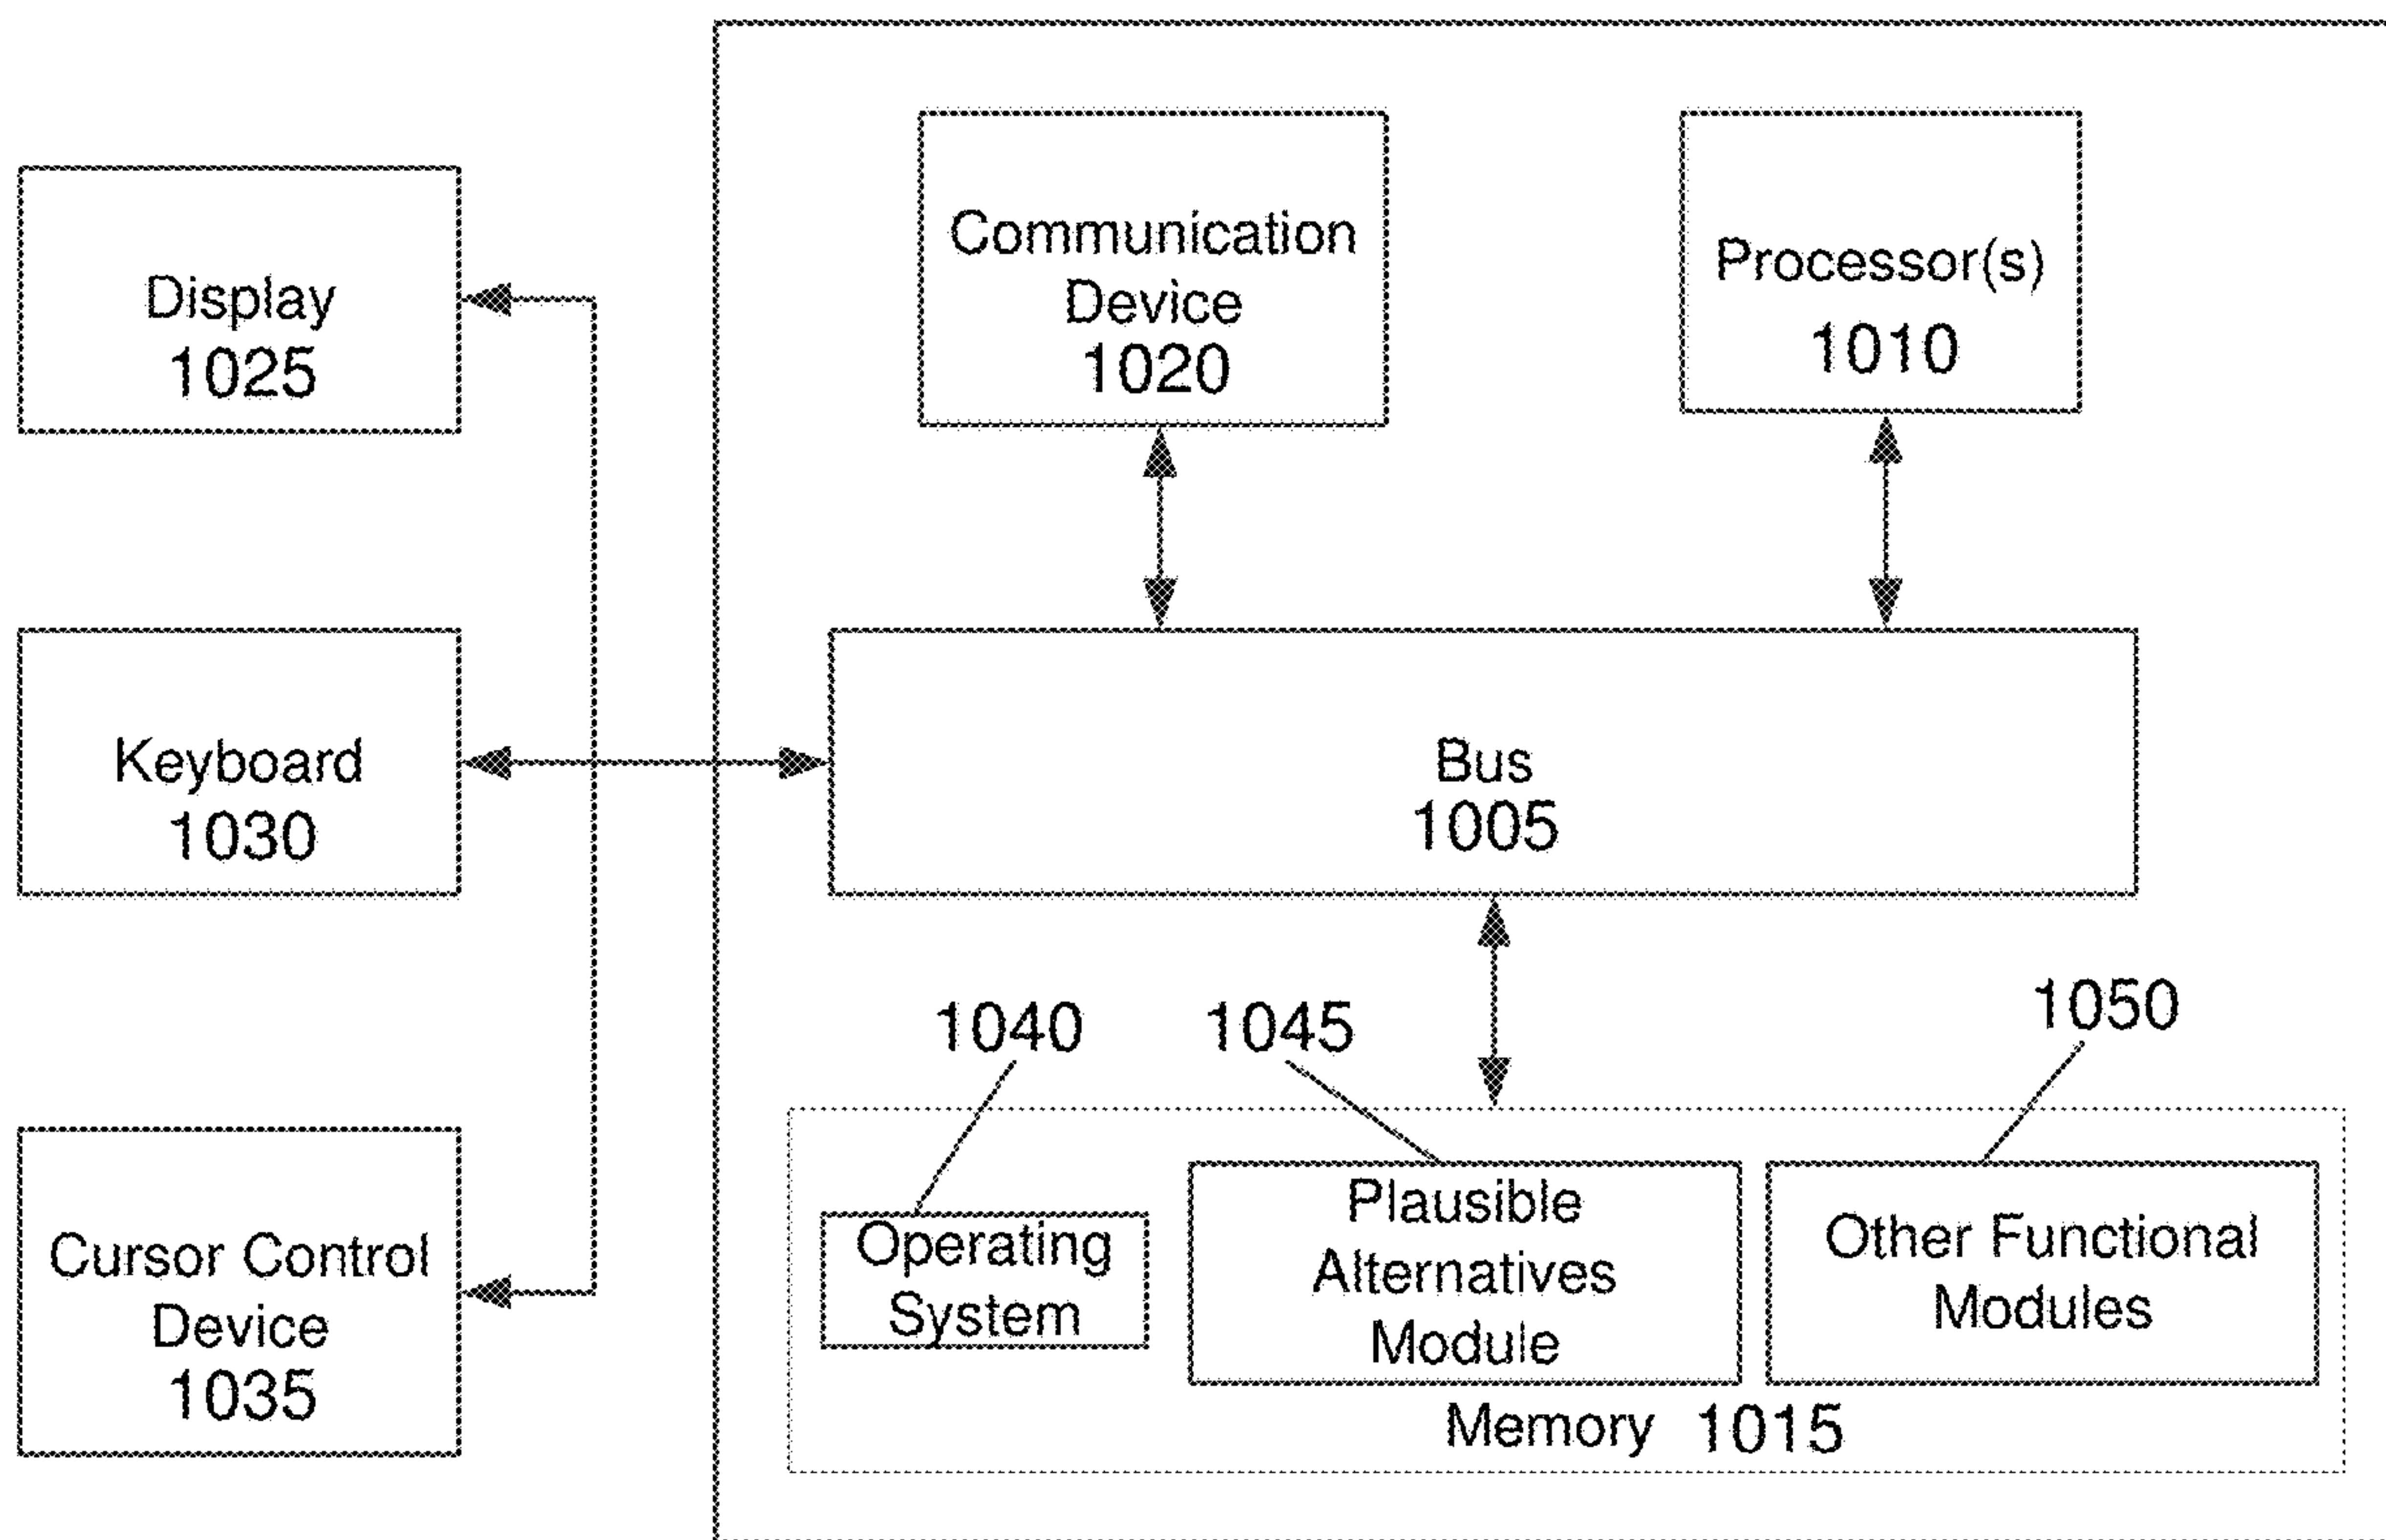 Display
1025
Keyboard
1030
Cursor Control
Device
1035
Communication
Device
1020
Processor(s)
1010
Bus
1005
1040
1045
1050
Operating
System
Plausible
Alternatives
Module
Other Functional
Modules
Memory 1015